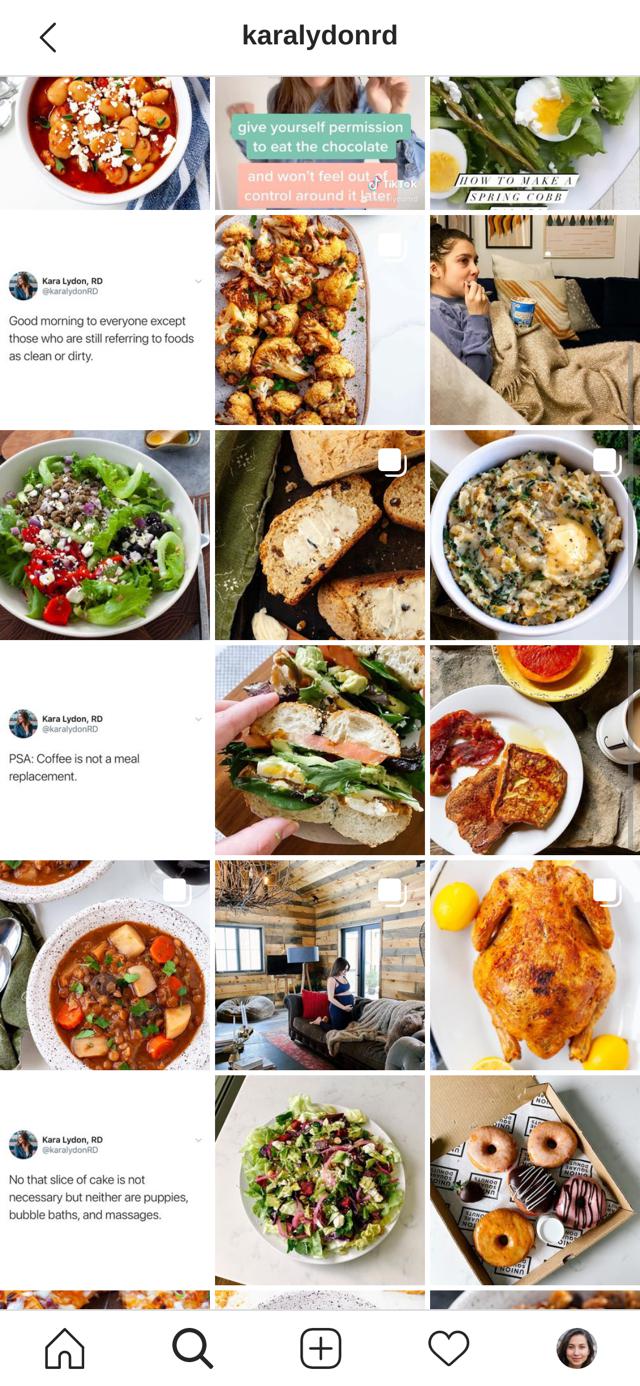 karalydonrd
give yourself permission
to eat the chocolate
and won't feel out of
control around it later
TikTok
HOW TO MAKE A
SPRING COBB
Kara Lydon, RD
@karalydonRD
Good morning to everyone except
those who are still referring to foods
as clean or dirty.
Kara Lydon, RD
@karalydonRD
PSA: Coffee is not a meal
replacement.
Kara Lydon, RD
@karalydonRD
No that slice of cake is not
necessary but neither are puppies,
bubble baths, and massages.
UNION
SQUARE
DONUTS